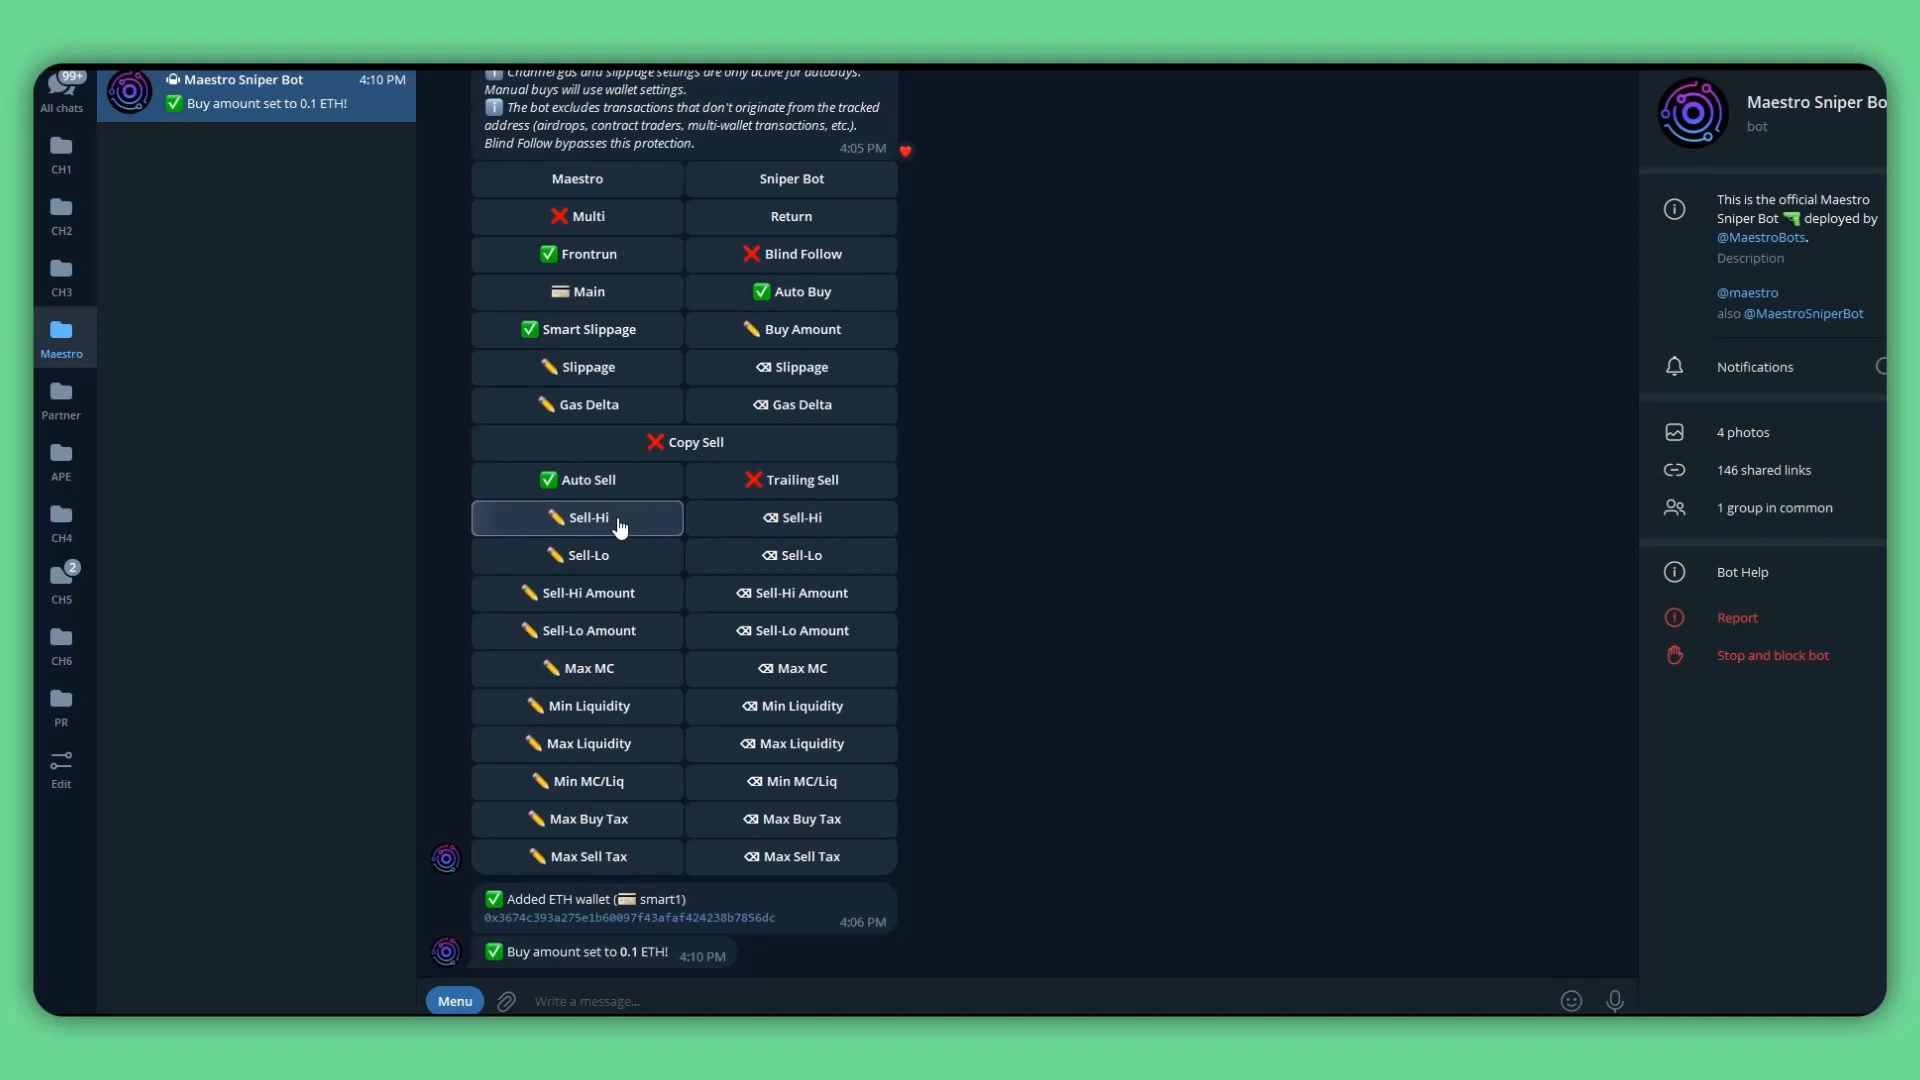 99+
All chats
CH1
CH2
CH3
Maestro
Partner
APE
CH4
2
CH5
CH6
PR
Edit
Maestro Sniper Bot 4:10 PM
✅ Buy amount set to 0.1 ETH!
Channel gas and slippage settings are only active for autobuys.
Manual buys will use wallet settings.
ℹ️ The bot excludes transactions that don't originate from the tracked
address (airdrops, contract traders, multi-wallet transactions, etc.).
Blind Follow bypasses this protection.
4:05 PM
Maestro Sniper Bot
❌ Multi Return
✅ Frontrun ❌ Blind Follow
💳 Main ✅ Auto Buy
✅ Smart Slippage ✏️ Buy Amount
✏️ Slippage ⌫ Slippage
✏️ Gas Delta ⌫ Gas Delta
❌ Copy Sell
✅ Auto Sell ❌ Trailing Sell
✏️ Sell-Hi ⌫ Sell-Hi
✏️ Sell-Lo ⌫ Sell-Lo
✏️ Sell-Hi Amount ⌫ Sell-Hi Amount
✏️ Sell-Lo Amount ⌫ Sell-Lo Amount
✏️ Max MC ⌫ Max MC
✏️ Min Liquidity ⌫ Min Liquidity
✏️ Max Liquidity ⌫ Max Liquidity
✏️ Min MC/Liq ⌫ Min MC/Liq
✏️ Max Buy Tax ⌫ Max Buy Tax
✏️ Max Sell Tax ⌫ Max Sell Tax
✅ Added ETH wallet (💳 smart1)
0x3674c393a275e1b60097f43afaf424238b7856dc
4:06 PM
✅ Buy amount set to 0.1 ETH! 4:10 PM
Menu
Write a message...
Maestro Sniper Bo
bot
This is the official Maestro
Sniper Bot 🔫 deployed by
@MaestroBots.
Description
@maestro
also @MaestroSniperBot
Notifications
4 photos
146 shared links
1 group in common
Bot Help
Report
Stop and block bot